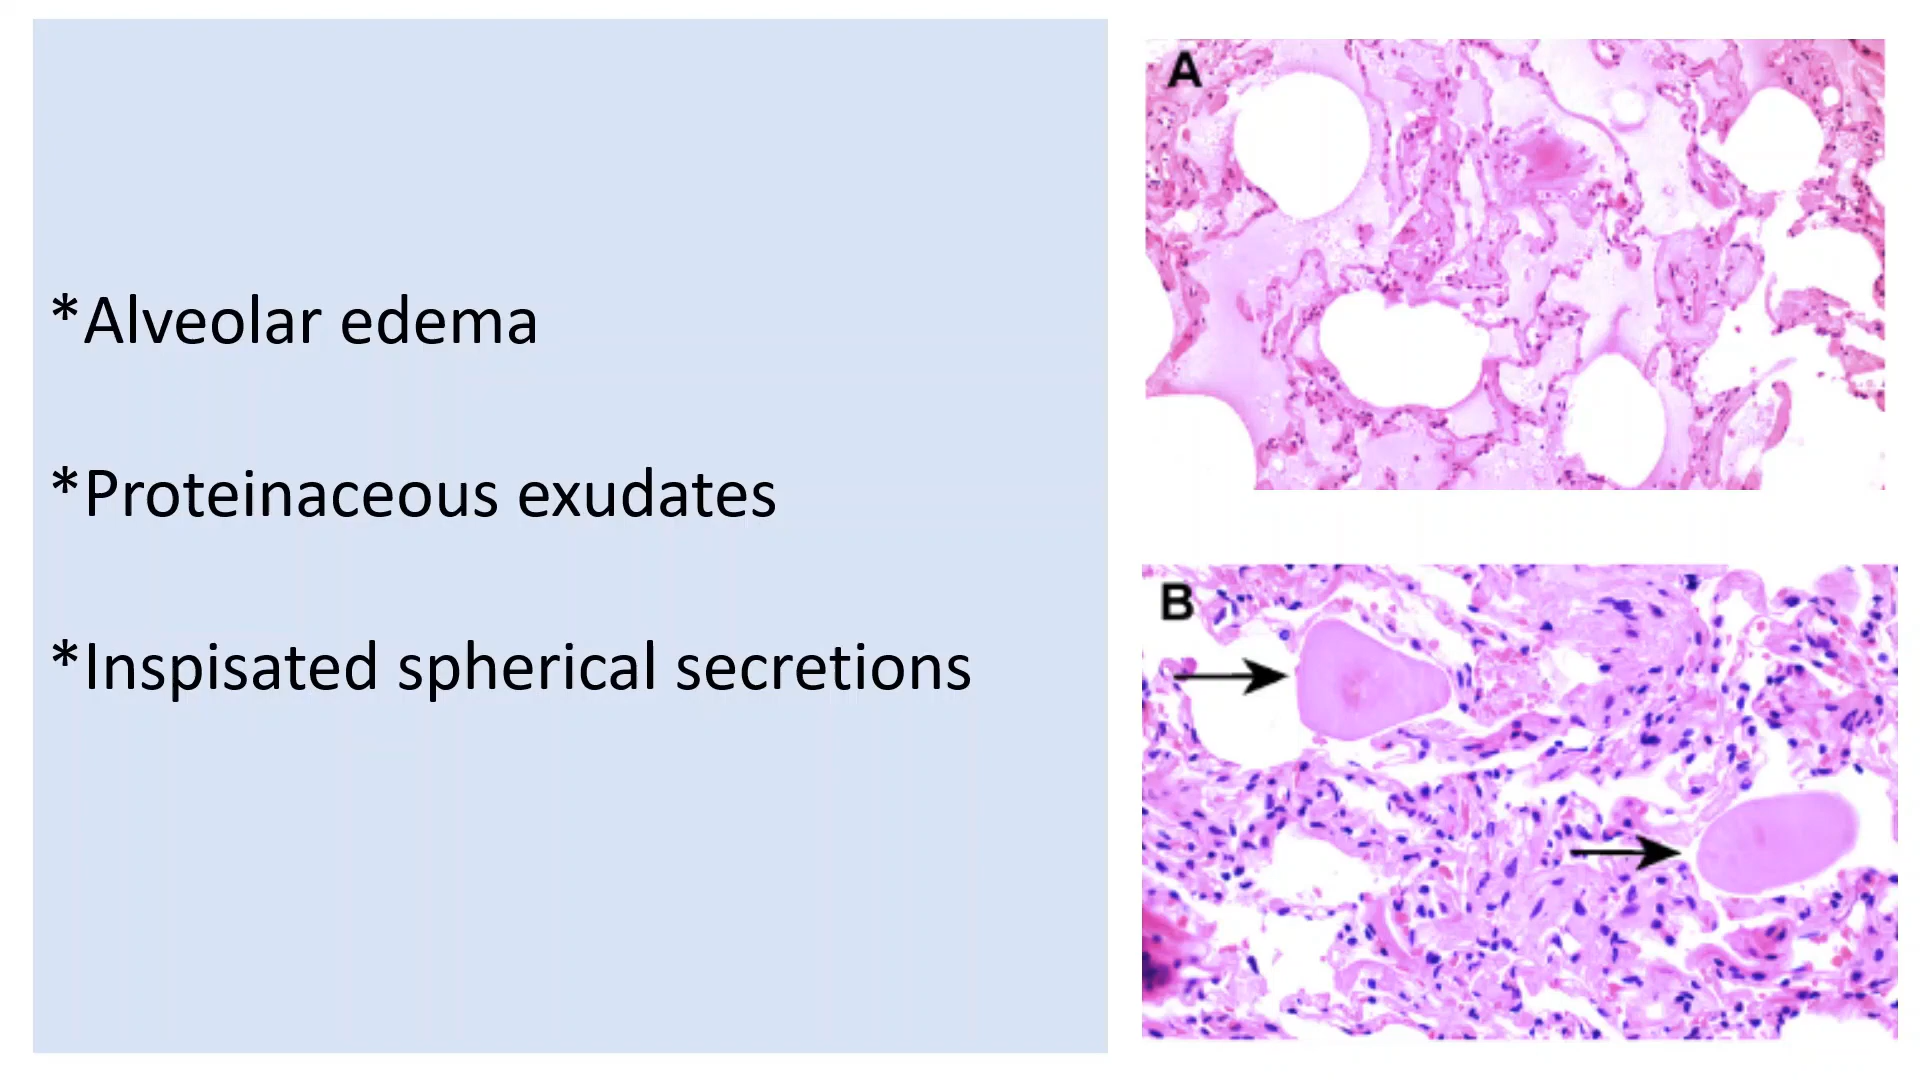 *Alveolar edema
*Proteinaceous exudates
*Inspisated spherical secretions
A
B